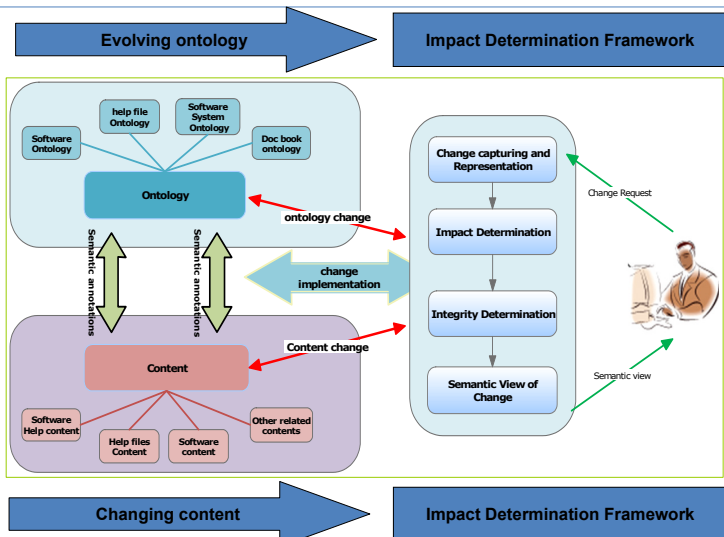 Evolving ontology
Impact Determination Framework
help file
Ontology
Software
System
Ontology
Software
Ontology
Doc book
ontology
Ontology
Semantic annotations
Semantic annotations
ontology change
change
implementation
Content change
Content
Software
Help content
Help files
Content
Software
content
Other related
contents
Change capturing and
Representation
Impact Determination
Integrity Determination
Semantic View of
Change
Change Request
Semantic view
Changing content
Impact Determination Framework